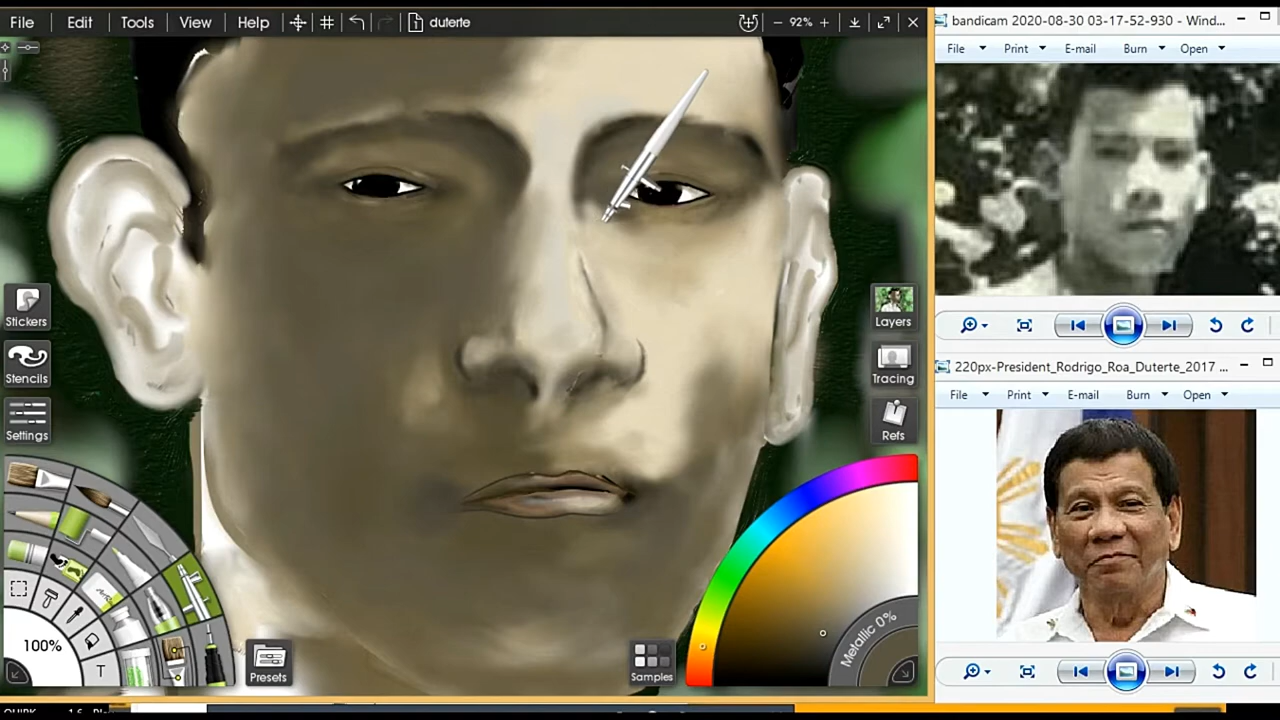 File Edit Tools View Help duterte 92%
Stickers
Stencils
Settings
Layers
Tracing
Refs
100%
T
Presets
Samples
Metallic 0%
bandicam 2020-08-30 03-17-52-930 - Wind...
File Print E-mail Burn Open
220px-President_Rodrigo_Roa_Duterte_2017 ...
File Print E-mail Burn Open